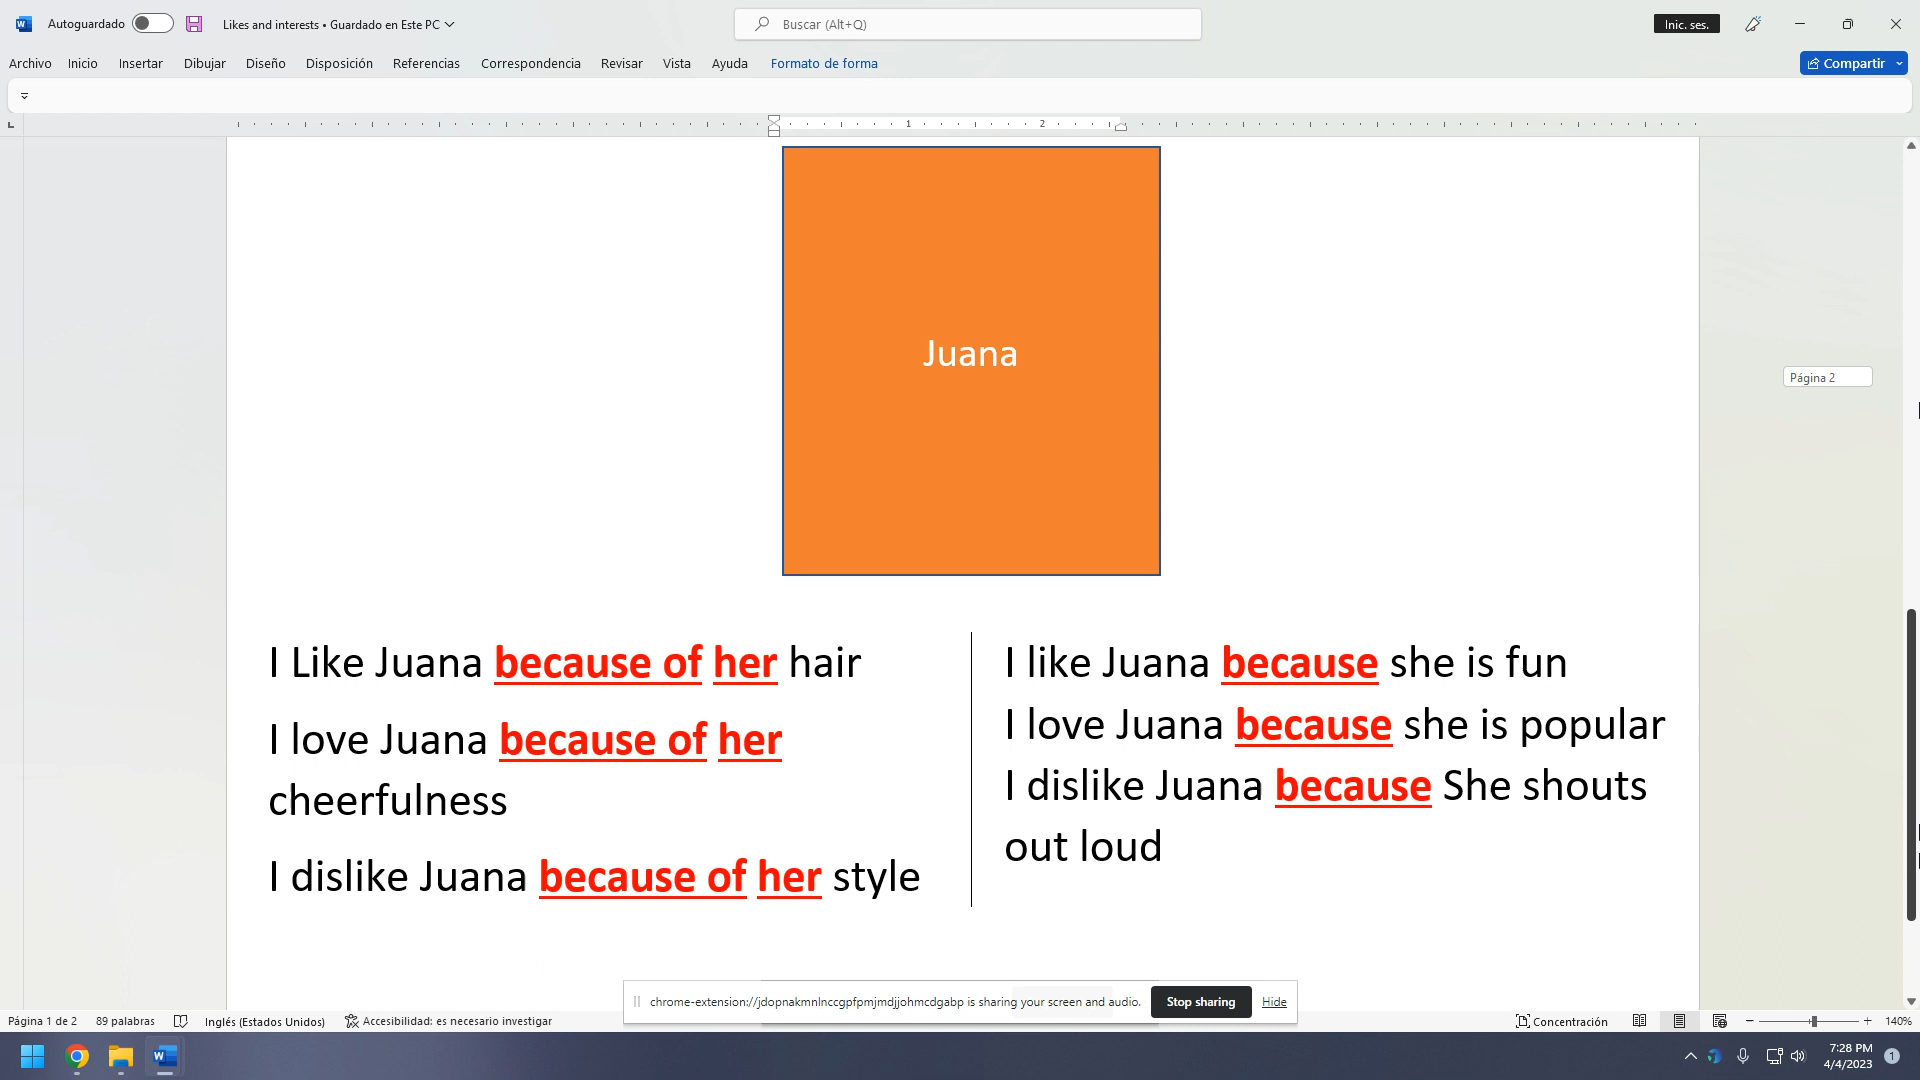 Autoguardado
Likes and interests • Guardado en Este PC
Buscar (Alt+Q)
Inic. ses.
Archivo Inicio Insertar Dibujar Diseño Disposición Referencias Correspondencia Revisar Vista Ayuda Formato de forma
Compartir
1 2
Juana
Página 2
I Like Juana because of her hair
I love Juana because of her
cheerfulness
I dislike Juana because of her style
I like Juana because she is fun
I love Juana because she is popular
I dislike Juana because She shouts
out loud
chrome-extension://jdopnakmnlnccgpfpmjmdjjohmcdgabp is sharing your screen and audio.
Stop sharing
Hide
Página 1 de 2 89 palabras Inglés (Estados Unidos) Accesibilidad: es necesario investigar
Concentración
140%
7:28 PM
4/4/2023
1